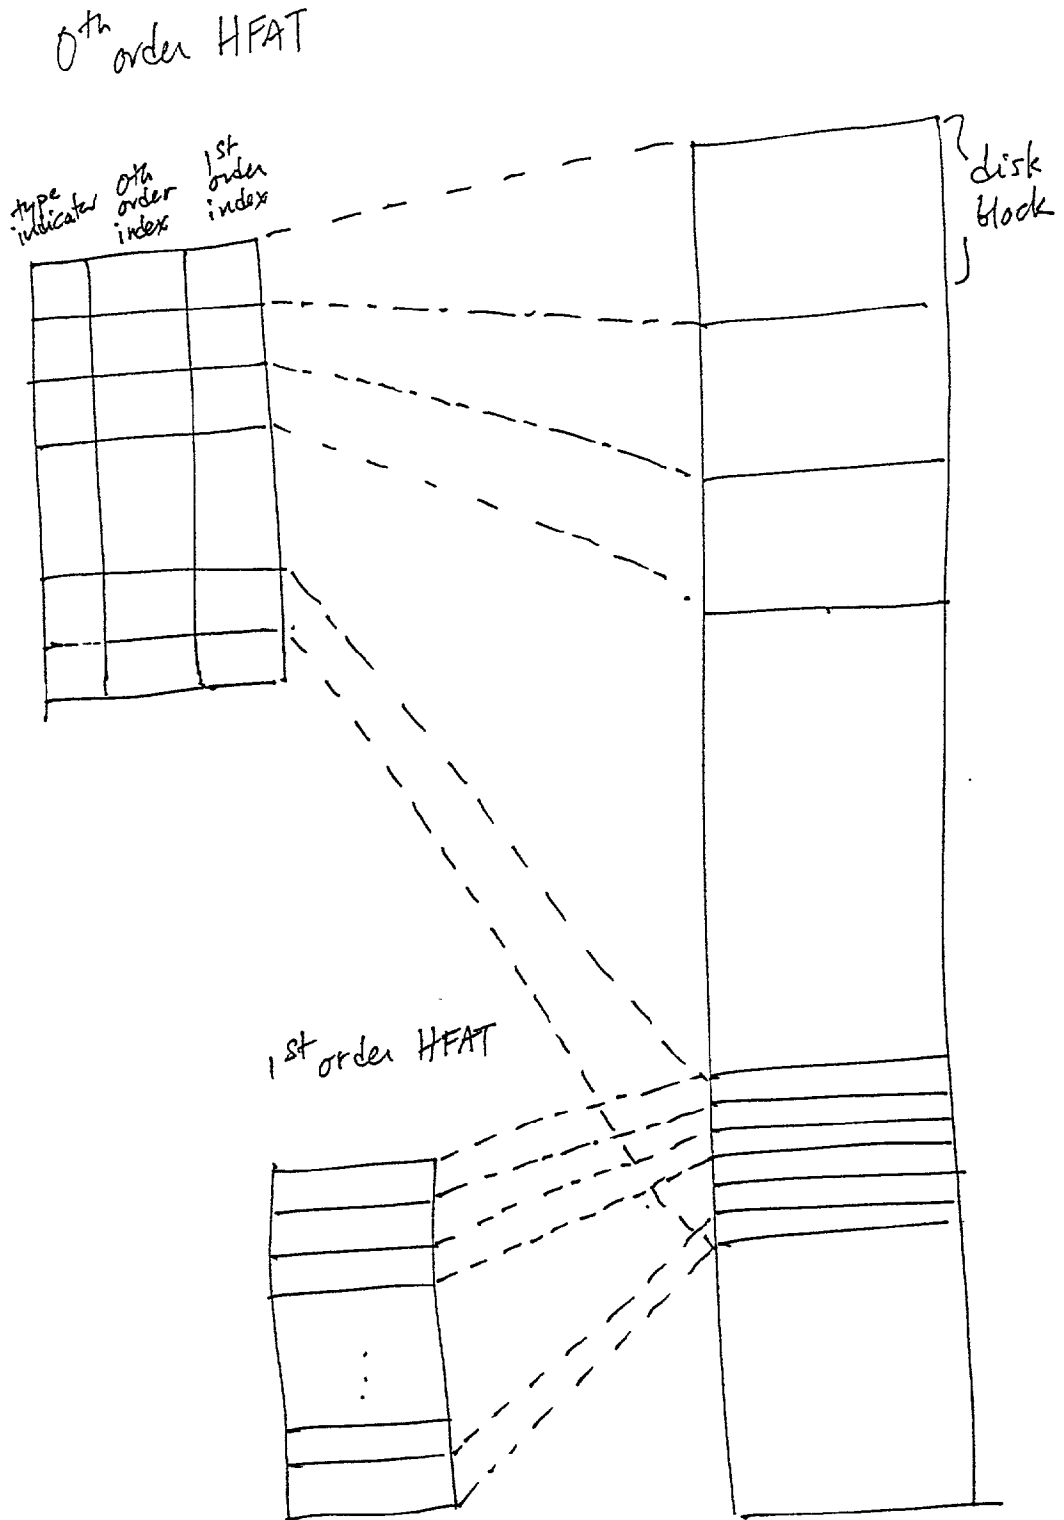 0th order HFAT
type
indicator
0th
order
index
1st
order
index
disk
block
1st order HFAT